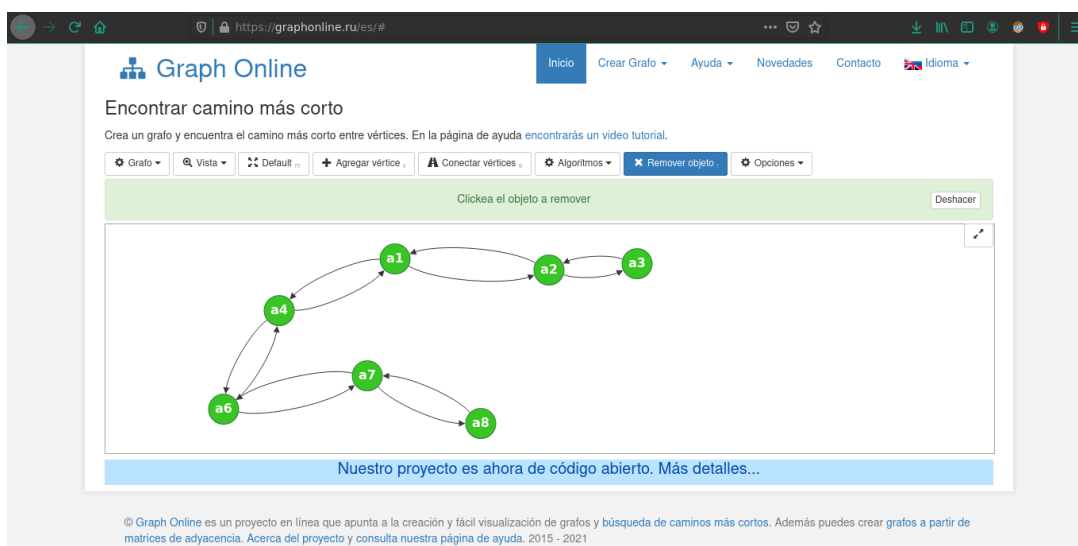 https://graphonline.ru/es/#
Graph Online
Inicio Crear Grafo Ayuda Novedades Contacto Idioma
Encontrar camino más corto
Crea un grafo y encuentra el camino más corto entre vértices. En la página de ayuda encontrarás un video tutorial.
Grafo Vista Default m Agregar vértice v Conectar vértices e Algoritmos Remover objeto r Opciones
Clickea el objeto a remover Deshacer
a1
a2
a3
a4
a7
a6
a8
Nuestro proyecto es ahora de código abierto. Más detalles...
© Graph Online es un proyecto en línea que apunta a la creación y fácil visualización de grafos y búsqueda de caminos más cortos. Además puedes crear grafos a partir de
matrices de adyacencia. Acerca del proyecto y consulta nuestra página de ayuda. 2015 - 2021